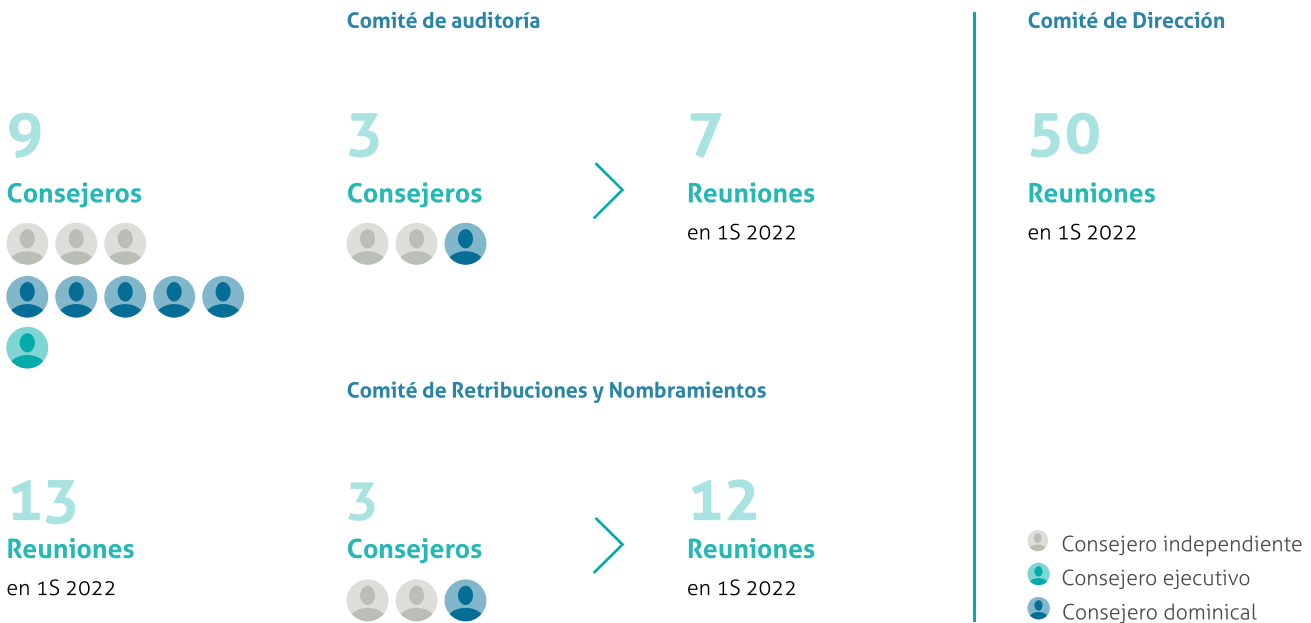 Comité de auditoría
Comité de Dirección
9
Consejeros
3
Consejeros
7
Reuniones
en 1S 2022
50
Reuniones
en 1S 2022
Comité de Retribuciones y Nombramientos
13
Reuniones
en 1S 2022
3
Consejeros
12
Reuniones
en 1S 2022
Consejero independiente
Consejero ejecutivo
Consejero dominical